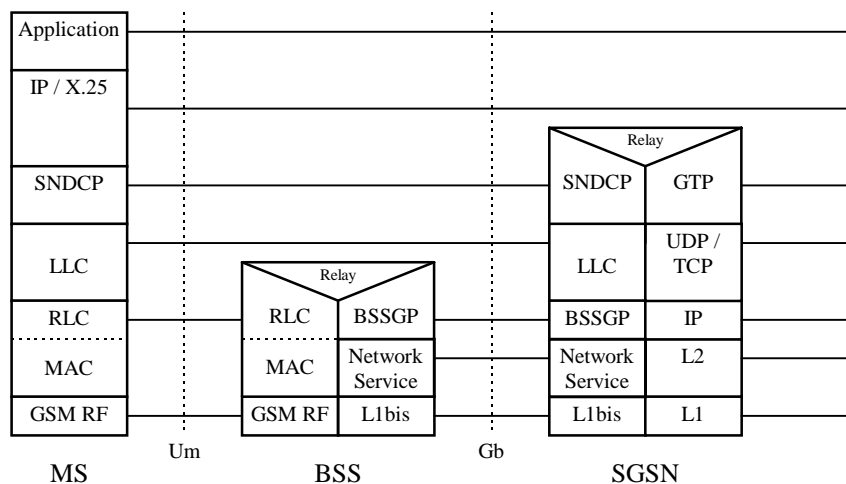 Application
IP / X.25
Relay
SNDCP
SNDCP
GTP
UDP /
TCP
LLC
Relay
LLC
RLC
RLC
BSSGP
BSSGP
IP
MAC
MAC
Network
Service
Network
Service
L2
GSM RF
GSM RF
L1bis
L1bis
L1
Um
Gb
MS
BSS
SGSN